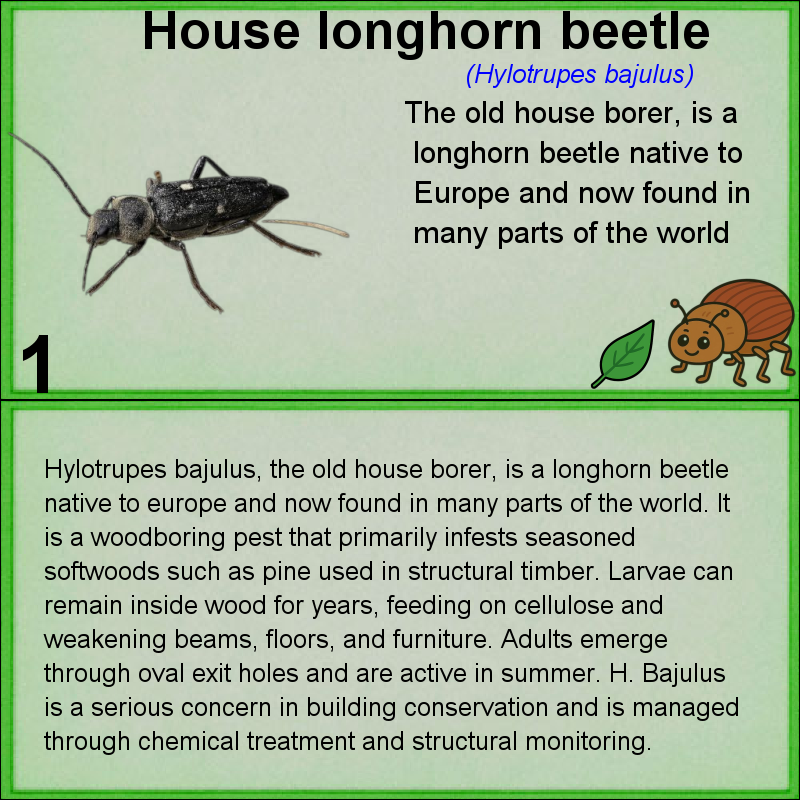 House longhorn beetle
(Hylotrupes bajulus)
The old house borer, is a
longhorn beetle native to
Europe and now found in
many parts of the world
1
Hylotrupes bajulus, the old house borer, is a longhorn beetle
native to europe and now found in many parts of the world. It
is a woodboring pest that primarily infests seasoned
softwoods such as pine used in structural timber. Larvae can
remain inside wood for years, feeding on cellulose and
weakening beams, floors, and furniture. Adults emerge
through oval exit holes and are active in summer. H. Bajulus
is a serious concern in building conservation and is managed
through chemical treatment and structural monitoring.